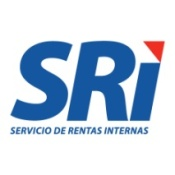 SRi
SERVICIO DE RENTAS INTERNAS